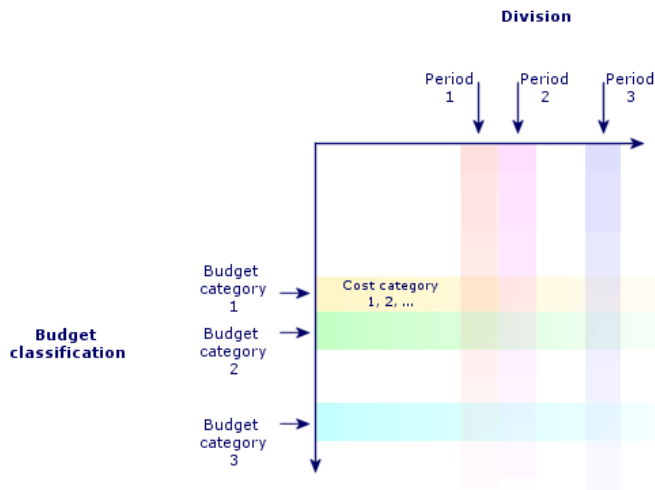 Division
Period
1
Period
2
Period
3
Budget
category
1
Cost category
1, 2, ...
Budget
classification
Budget
category
2
Budget
category
3